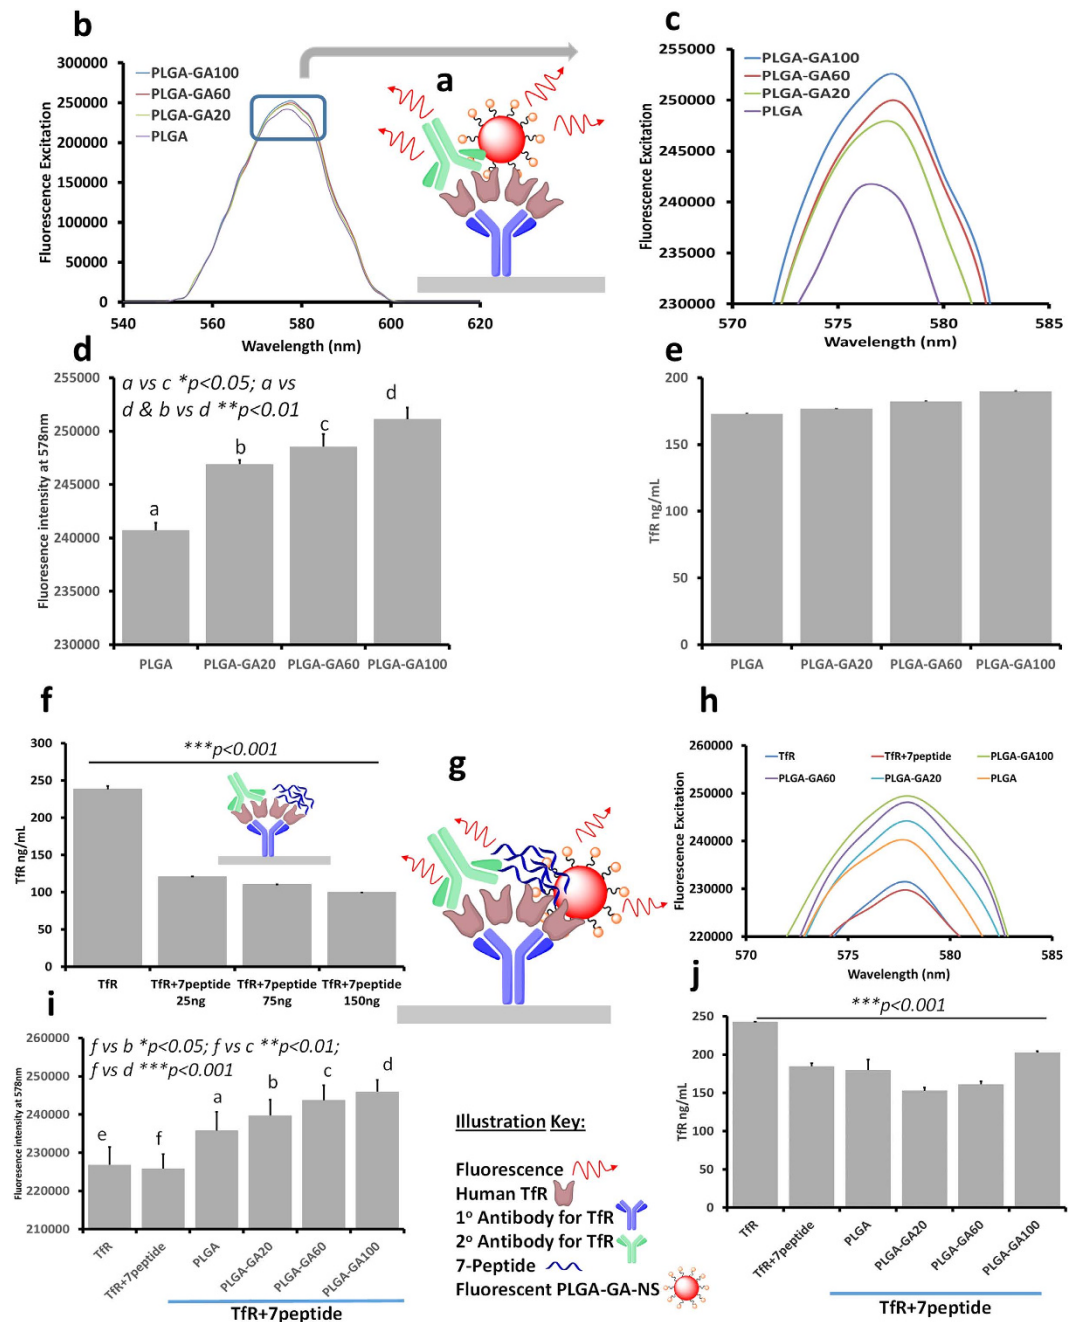 b
PLGA-GA100
PLGA-GA60
PLGA-GA20
PLGA
300000
250000
200000
150000
100000
50000
0
Fluorescence Excitation
540
560
580
600
620
Wavelength (nm)
a
c
PLGA-GA100
PLGA-GA60
PLGA-GA20
PLGA
255000
250000
245000
240000
235000
230000
Fluorescence Excitation
570
575
580
585
Wavelength (nm)
d
a vs c *p<0.05; a vs
d & b vs d **p<0.01
255000
250000
245000
240000
235000
230000
Fluoresence intensity at 578nm
a
b
c
d
PLGA
PLGA-GA20
PLGA-GA60
PLGA-GA100
e
200
150
100
50
0
TfR ng/mL
PLGA
PLGA-GA20
PLGA-GA60
PLGA-GA100
f
***p<0.001
300
250
200
150
100
50
0
TfR ng/mL
TfR
TfR+7peptide
25ng
TfR+7peptide
75ng
TfR+7peptide
150ng
g
h
TfR
TfR+7peptide
PLGA-GA100
PLGA-GA60
PLGA-GA20
PLGA
260000
250000
240000
230000
220000
Fluorescence Excitation
570
575
580
585
Wavelength (nm)
i
f vs b *p<0.05; f vs c **p<0.01;
f vs d ***p<0.001
260000
250000
240000
230000
220000
210000
Fluoresence intensity at 578nm
e
f
a
b
c
d
TfR
TfR+7peptide
PLGA
PLGA-GA20
PLGA-GA60
PLGA-GA100
TfR+7peptide
Illustration Key:
Fluorescence
Human TfR
1º Antibody for TfR
2º Antibody for TfR
7-Peptide
Fluorescent PLGA-GA-NS
j
***p<0.001
250
200
150
100
50
0
TfR ng/mL
TfR
TfR+7peptide
PLGA
PLGA-GA20
PLGA-GA60
PLGA-GA100
TfR+7peptide